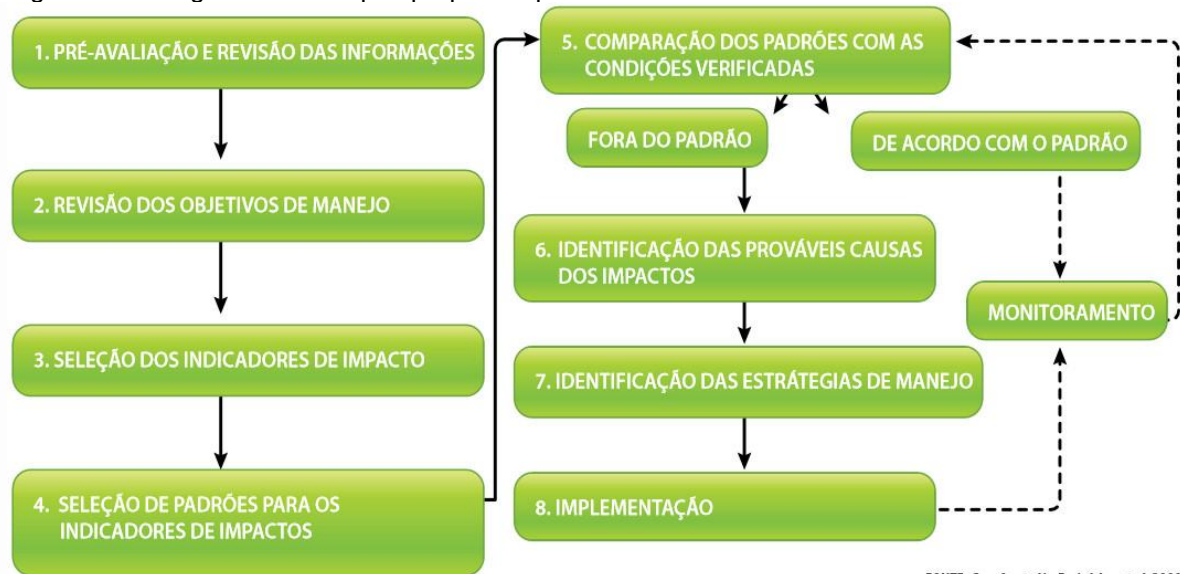 1. PRÉ-AVALIAÇÃO E REVISÃO DAS INFORMAÇÕES
2. REVISÃO DOS OBJETIVOS DE MANEJO
3. SELEÇÃO DOS INDICADORES DE IMPACTO
4. SELEÇÃO DE PADRÕES PARA OS
INDICADORES DE IMPACTOS
5. COMPARAÇÃO DOS PADRÕES COM AS
CONDIÇÕES VERIFICADAS
FORA DO PADRÃO
DE ACORDO COM O PADRÃO
6. IDENTIFICAÇÃO DAS PROVÁVEIS CAUSAS
DOS IMPACTOS
7. IDENTIFICAÇÃO DAS ESTRÁTEGIAS DE MANEJO
8. IMPLEMENTAÇÃO
MONITORAMENTO